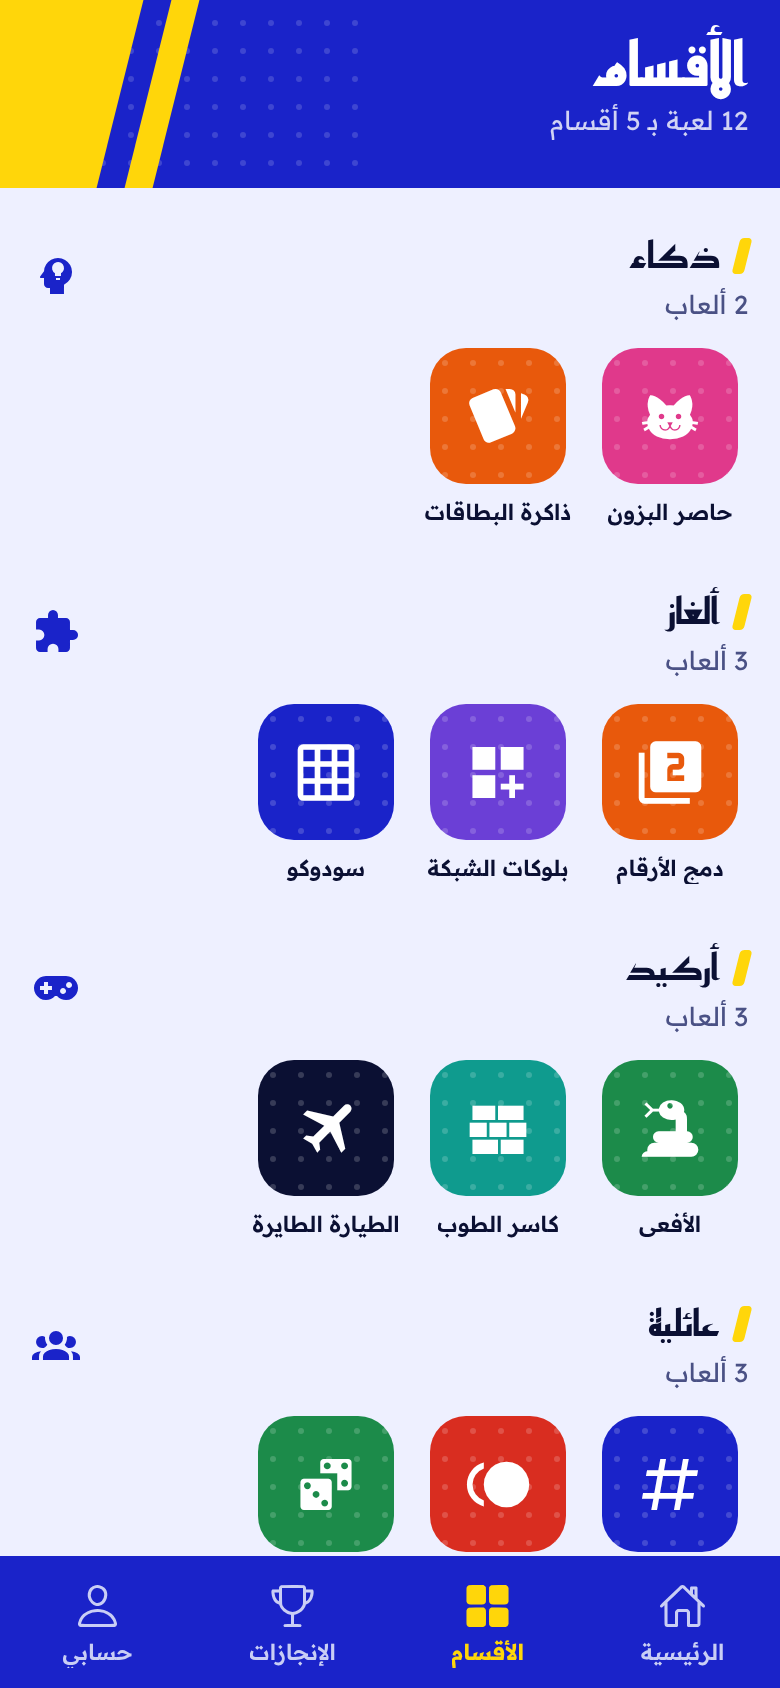 الأقسام
12 لعبة بـ 5 أقسام
ذكاء
2 ألعاب
حاصر البزون
ذاكرة البطاقات
ألغاز
3 ألعاب
2
دمج الأرقام
بلوكات الشبكة
سودوكو
أركيد
3 ألعاب
الأفعى
كاسر الطوب
الطيارة الطايرة
عائلية
3 ألعاب
#
الرئيسية
الأقسام
الإنجازات
حسابي